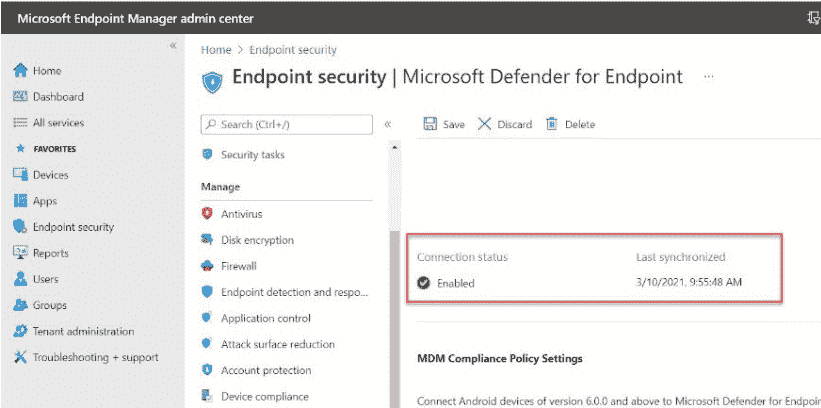 Microsoft Endpoint Manager admin center
«
Home
Dashboard
All services
FAVORITES
Devices
Apps
Endpoint security
Reports
Users
Groups
Tenant administration
Troubleshooting + support
Home > Endpoint security
Endpoint security | Microsoft Defender for Endpoint ...
Search (Ctrl+/)
«
Security tasks
Manage
Antivirus
Disk encryption
Firewall
Endpoint detection and respo...
Application control
Attack surface reduction
Account protection
Device compliance
Save Discard Delete
Connection status Last synchronized
Enabled 3/10/2021, 9:55:48 AM
MDM Compliance Policy Settings
Connect Android devices of version 6.0.0 and above to Microsoft Defender for Endpoin